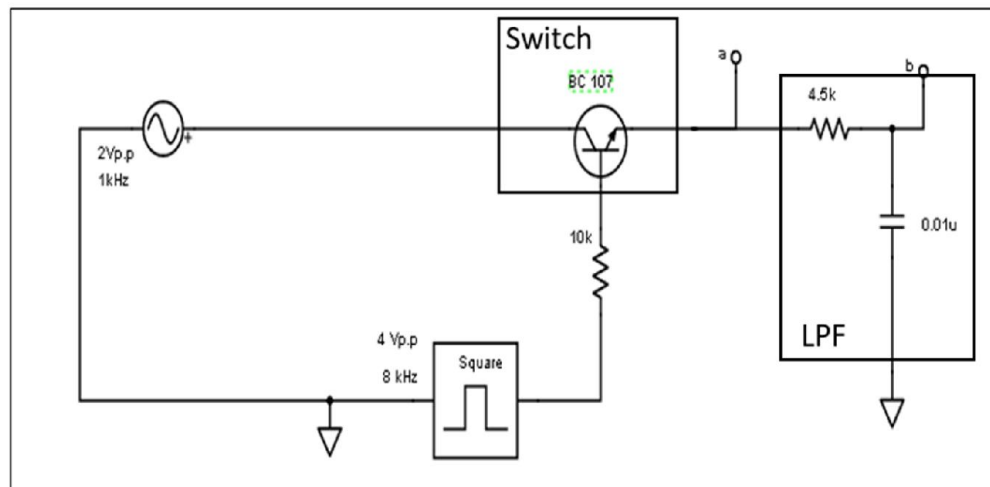 Switch
BC 107
a
b
4.5k
2Vp.p
1kHz
+
10k
0.01u
4 Vp.p
8 kHz
Square
LPF